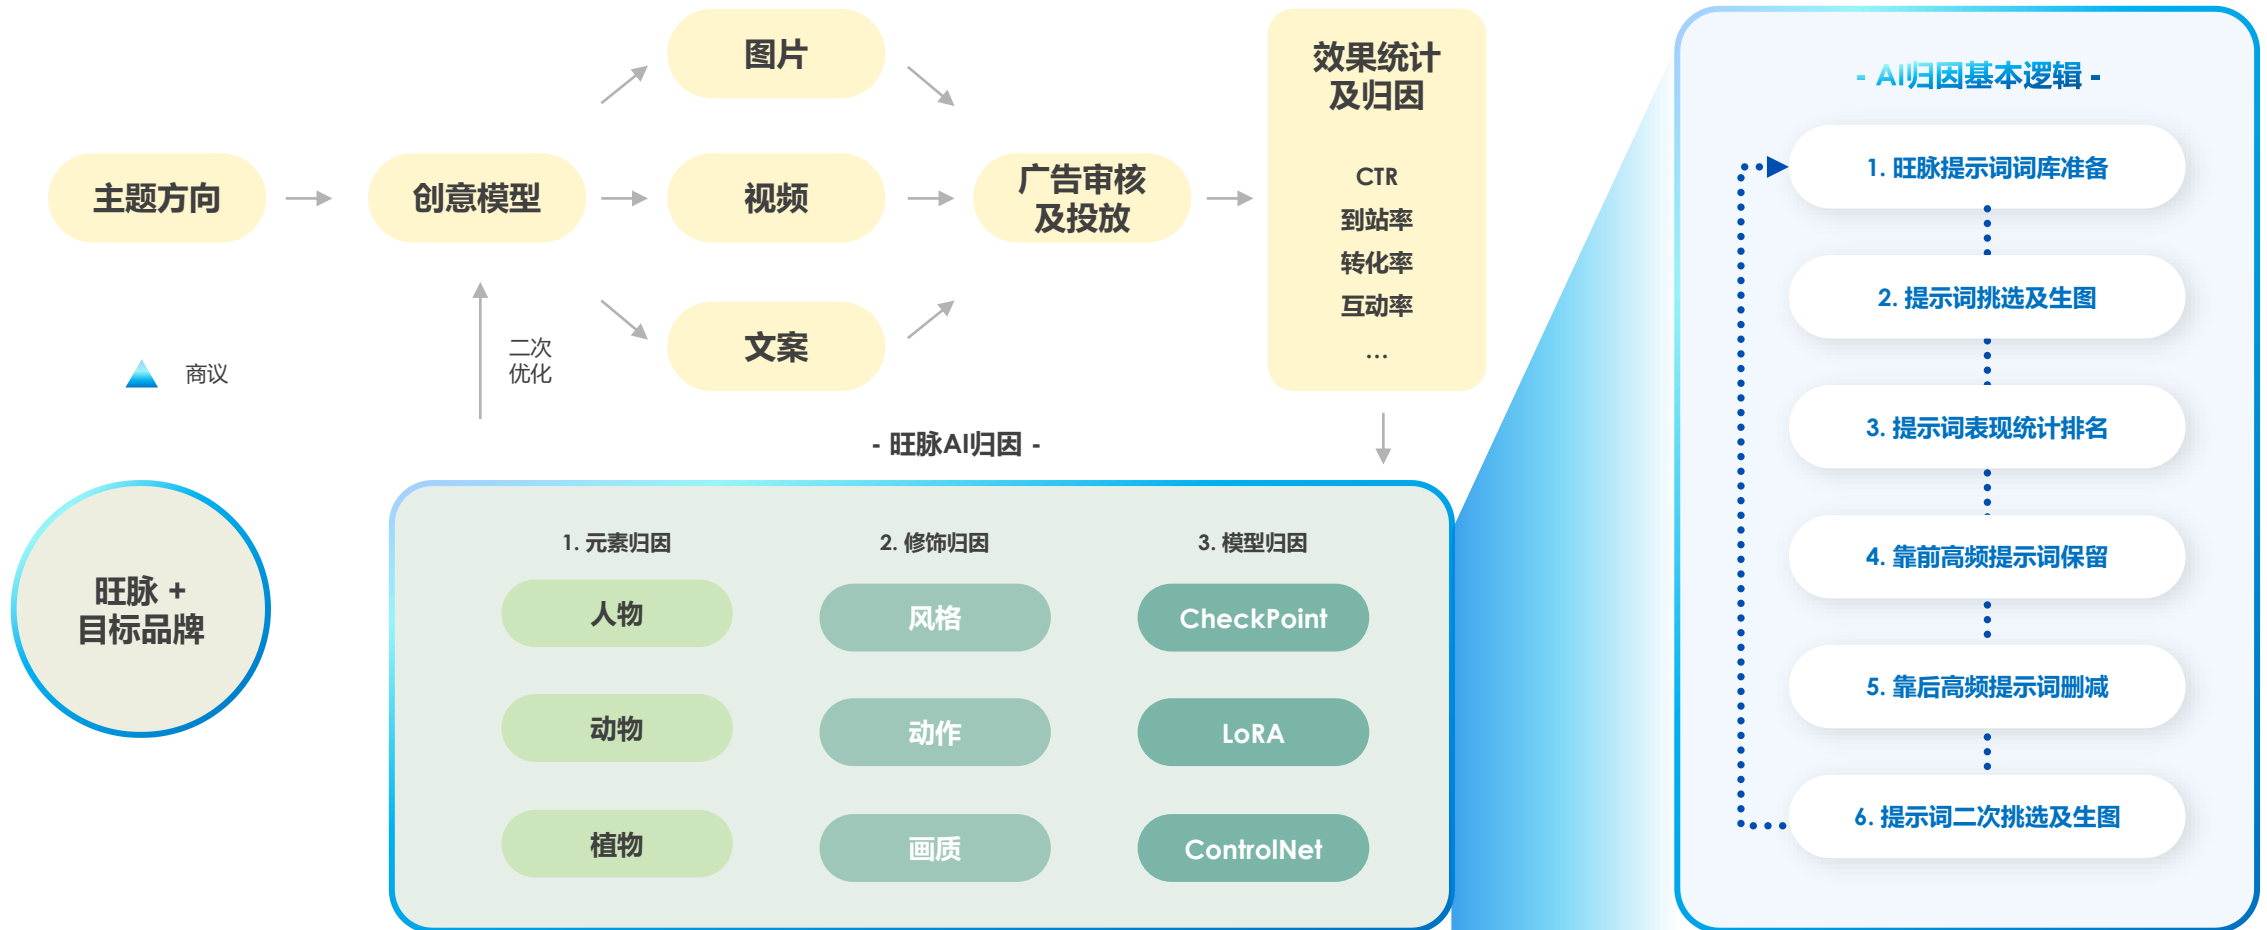 图片
视频
文案
主题方向
创意模型
广告审核
及投放
效果统计
及归因
CTR
到站率
转化率
互动率
...
商议
二次
优化
旺脉 +
目标品牌
- 旺脉AI归因 -
1. 元素归因
人物
动物
植物
2. 修饰归因
风格
动作
画质
3. 模型归因
CheckPoint
LoRA
ControlNet
- AI归因基本逻辑 -
1. 旺脉提示词词库准备
2. 提示词挑选及生图
3. 提示词表现统计排名
4. 靠前高频提示词保留
5. 靠后高频提示词删减
6. 提示词二次挑选及生图